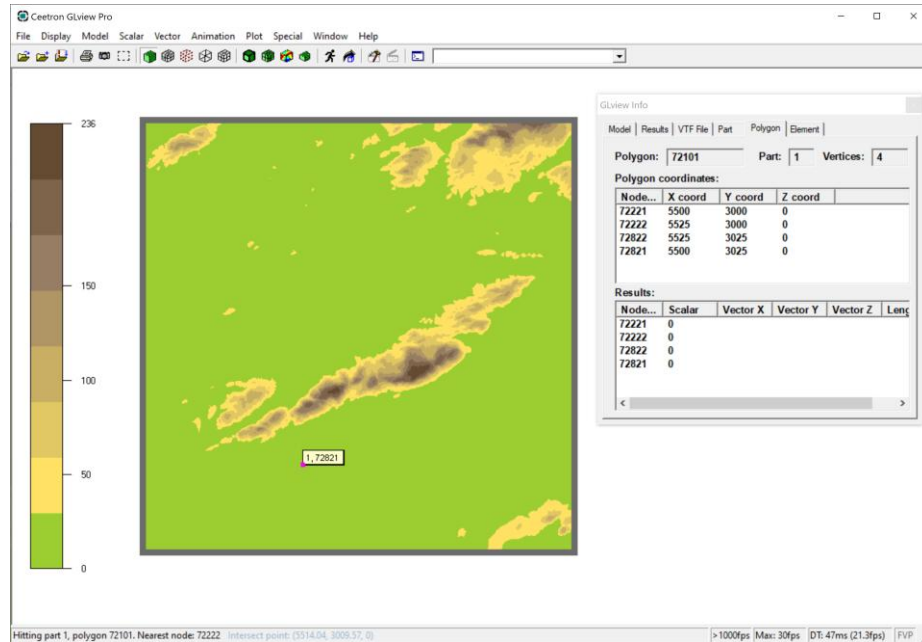 Ceetron GLview Pro
File Display Model Scalar Vector Animation Plot Special Window Help
GLview Info
Model Results VTF File Part Polygon Element
Polygon: 72101 Part: 1 Vertices: 4
Polygon coordinates:
Node... X coord Y coord Z coord
72221 5500 3000 0
72222 5525 3000 0
72822 5525 3025 0
72821 5500 3025 0
Results:
Node... Scalar Vector X Vector Y Vector Z Leng
72221 0
72222 0
72822 0
72821 0
236
150
100
50
0
1, 72821
Hitting part 1, polygon 72101. Nearest node: 72222 Intersect point: (5514.04, 3009.57, 0) >1000fps Max: 30fps DT: 47ms (21.3fps) FVP